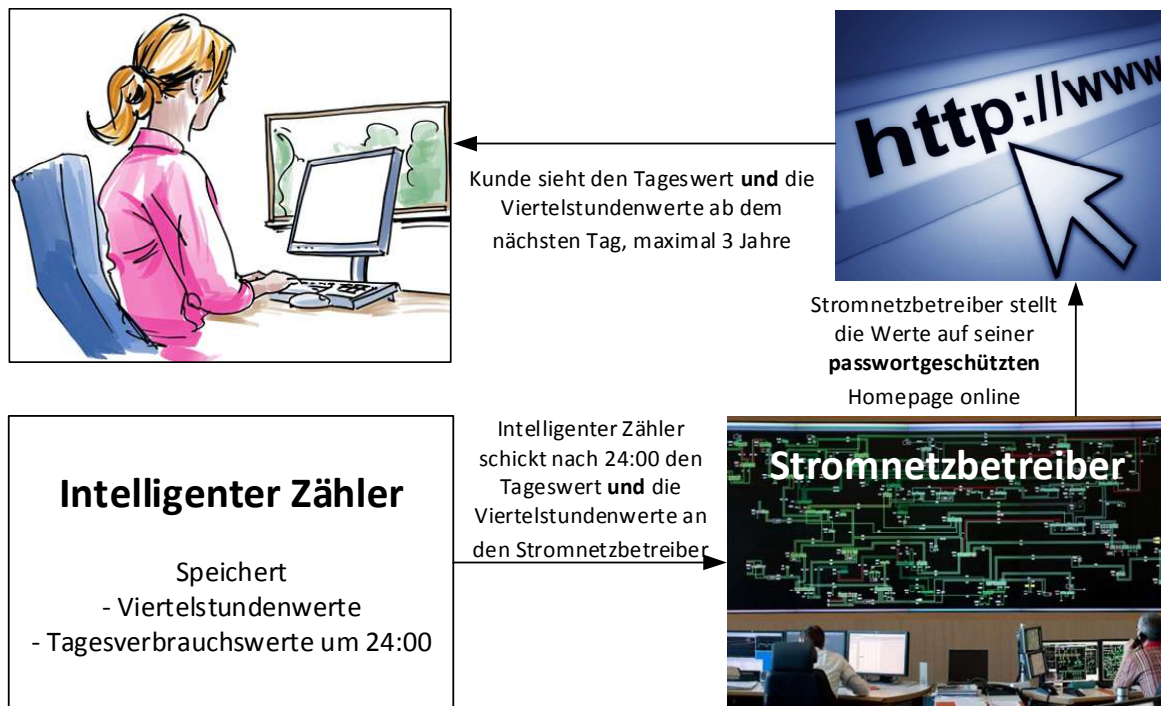 http://www
Kunde sieht den Tageswert und die
Viertelstundenwerte ab dem
nächsten Tag, maximal 3 Jahre
Stromnetzbetreiber stellt
die Werte auf seiner
passwortgeschützten
Homepage online
Intelligenter Zähler
Speichert
- Viertelstundenwerte
- Tagesverbrauchswerte um 24:00
Intelligenter Zähler
schickt nach 24:00 den
Tageswert und die
Viertelstundenwerte an
den Stromnetzbetreiber
Stromnetzbetreiber